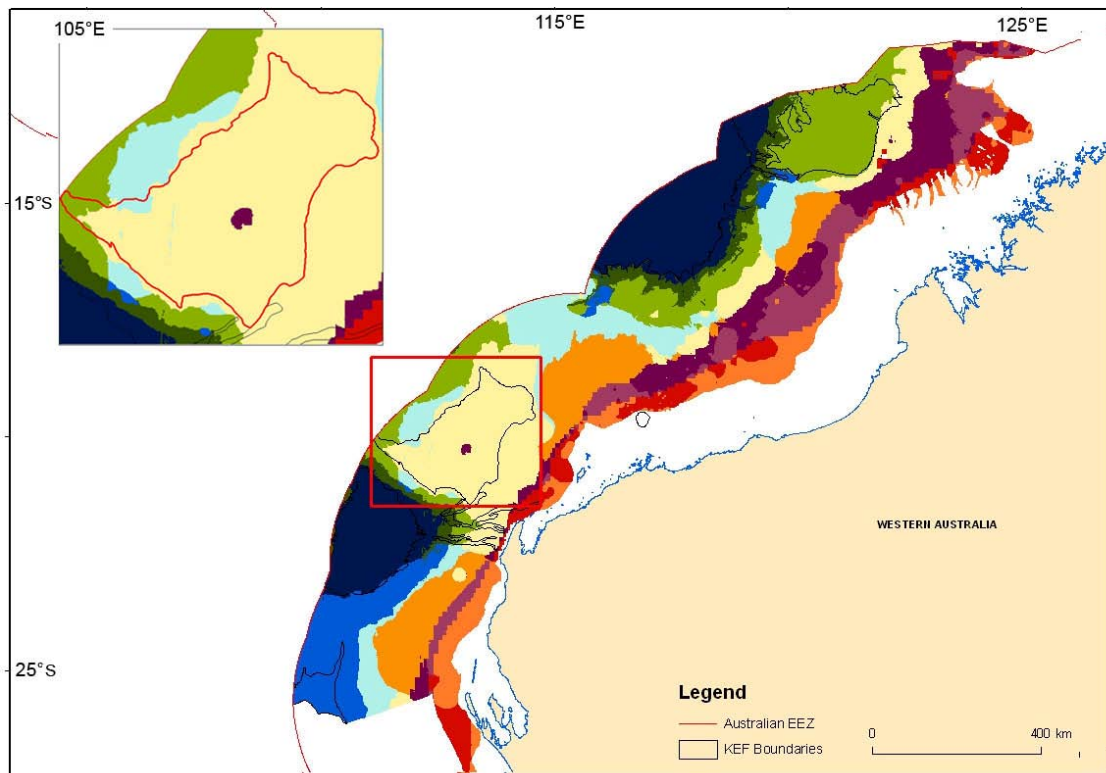 105°E
115°E
125°E
15°S
25°S
WESTERN AUSTRALIA
Legend
Australian EEZ
KEF Boundaries
0 400 km